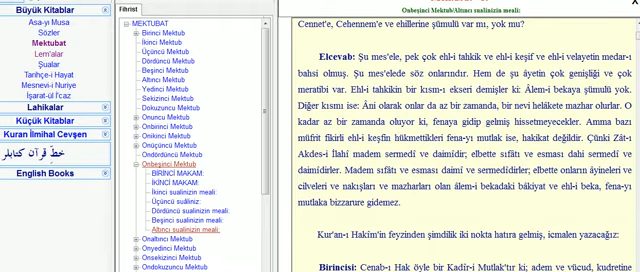 Büyük Kitablar
Asa-yı Musa
Sözler
Mektubat
Lem'alar
Şualar
Tarihçe-i Hayat
Mesnevi-i Nuriye
İşarat-ül İ'caz
Lahikalar
Küçük Kitablar
Kuran İlmihal Cevşen
خطّ قرآن كتابلر
English Books
Fihrist
MEKTUBAT
Birinci Mektub
İkinci Mektub
Üçüncü Mektub
Dördüncü Mektub
Beşinci Mektub
Altıncı Mektub
Yedinci Mektub
Sekizinci Mektub
Dokuzuncu Mektub
Onuncu Mektub
Onbirinci Mektub
Onikinci Mektub
Onüçüncü Mektub
Ondördüncü Mektub
Onbeşinci Mektub
BİRİNCİ MAKAM:
İKİNCİ MAKAM:
İkinci sualinizin meali:
Üçüncü suâliniz:
Dördüncü sualinizin meali:
Beşinci sualinizin meali:
Altıncı sualinizin meali:
Onaltıncı Mektub
Onyedinci Mektub
Onsekizinci Mektub
Ondokuzuncu Mektub
Onbeşinci Mektub/Altıncı sualinizin meali:
X
Cennet'e, Cehennem'e ve ehillerine şümulü var mı, yok mu?
Elcevab: Şu mes'ele, pek çok ehl-i tahkik ve ehl-i keşif ve ehl-i velayetin medar-ı
bahsi olmuş. Şu mes'elede söz onlarındır. Hem de şu âyetin çok genişliği ve çok
meratibi var. Ehl-i tahkikin bir kısm-ı ekseri demişler ki: Âlem-i bekaya şümulü yok.
Diğer kısmı ise: Âni olarak onlar da az bir zamanda, bir nevi helâkete mazhar olurlar. O
kadar az bir zamanda oluyor ki, fenaya gidip gelmiş hissetmeyecekler. Amma bazı
müfrit fikirli ehl-i keşfin hükmettikleri fena-yı mutlak ise, hakikat değildir. Çünki Zât-ı
Akdes-i İlahî madem sermedî ve daimîdir; elbette sıfâtı ve esması dahi sermedî ve
daimîdirler. Madem sıfâtı ve esması daimî ve sermedîdirler; elbette onların âyineleri ve
cilveleri ve nakışları ve mazharları olan âlem-i bekadaki bâkiyat ve ehl-i beka, fena-yı
mutlaka bizzarure gidemez.
Kur'an-ı Hakîm'in feyzinden şimdilik iki nokta hatıra gelmiş, icmalen yazacağız:
Birincisi: Cenab-ı Hak öyle bir Kadîr-i Mutlak'tır ki; adem ve vücud, kudretine